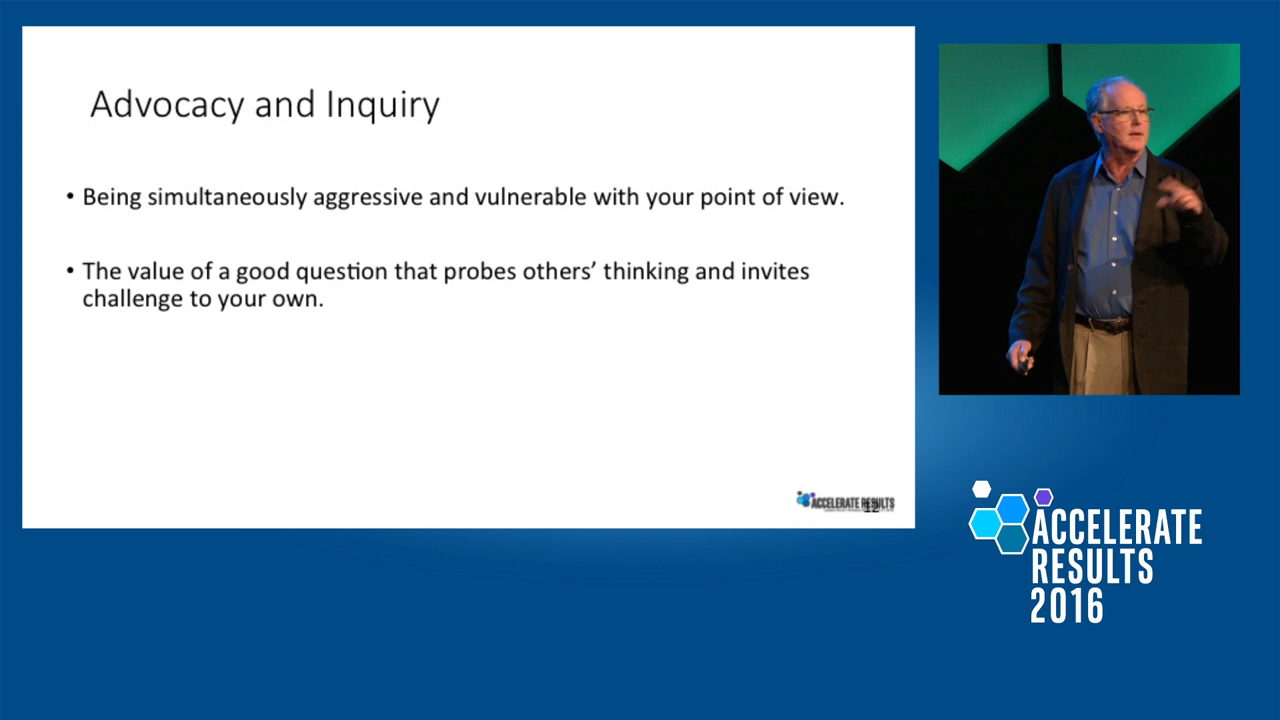 Advocacy and Inquiry
• Being simultaneously aggressive and vulnerable with your point of view.
• The value of a good question that probes others’ thinking and invites
challenge to your own.
ACCELERATE RESULTS
12
ACCELERATE
RESULTS
2016